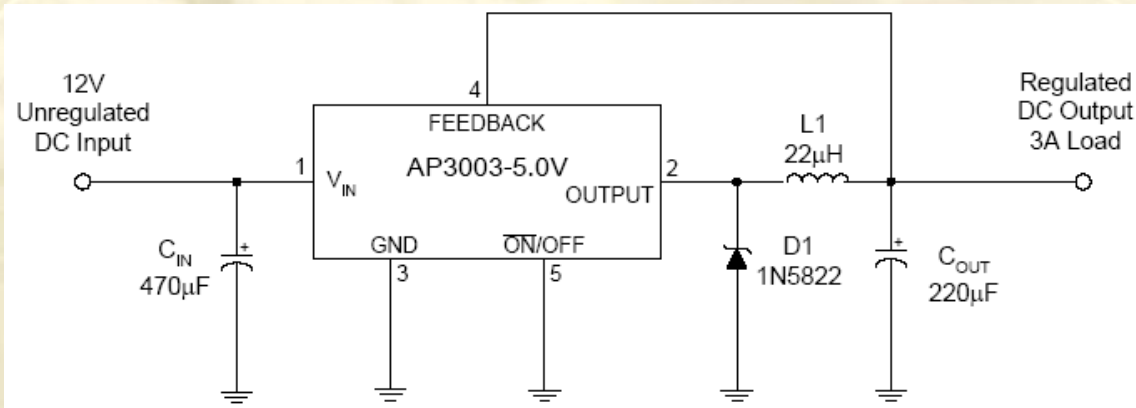 12V
Unregulated
DC Input
1
4
FEEDBACK
AP3003-5.0V
V_IN
OUTPUT
2
GND
ON/OFF
3
5
C_IN
470µF
L1
22µH
D1
1N5822
C_OUT
220µF
Regulated
DC Output
3A Load
+
+